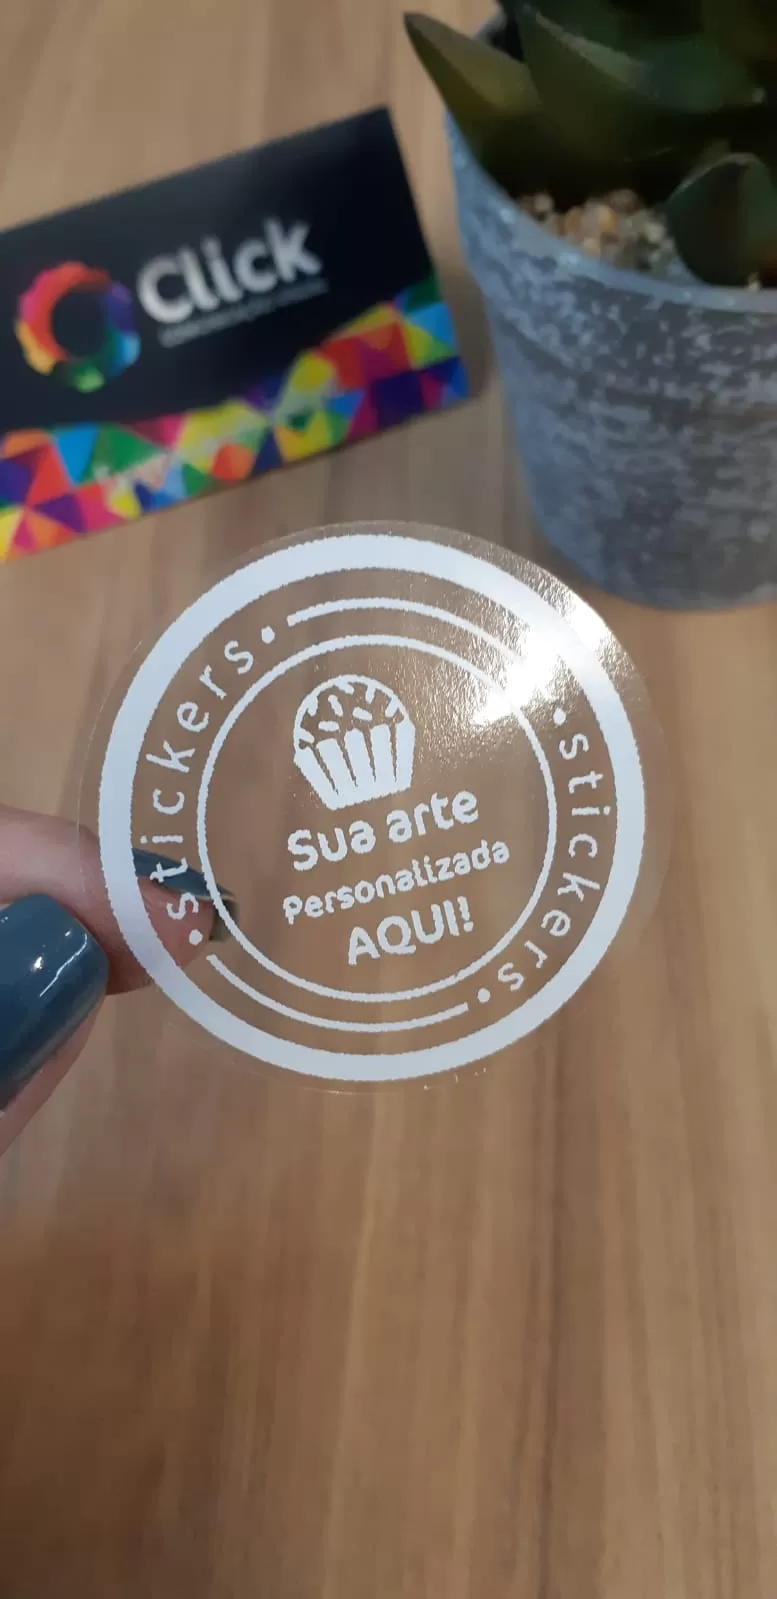 Click
stickers
stickers
Sua arte
Personalizada
AQUI!